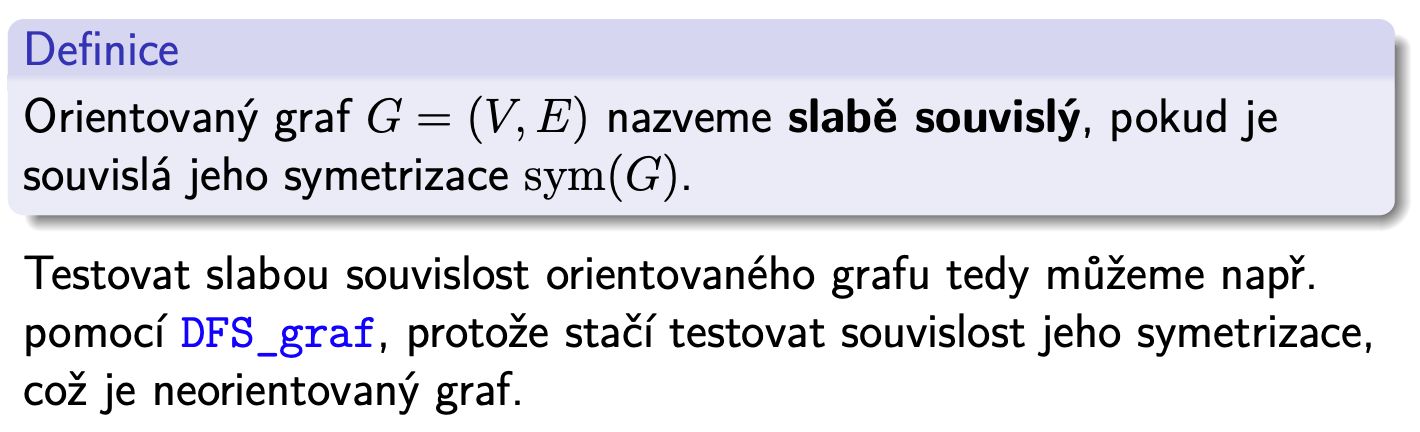 Definice
Orientovaný graf G = (V, E) nazveme slabě souvislý, pokud je
souvislá jeho symetrizace sym(G).
Testovat slabou souvislost orientovaného grafu tedy můžeme např.
pomocí DFS_graf, protože stačí testovat souvislost jeho symetrizace,
což je neorientovaný graf.